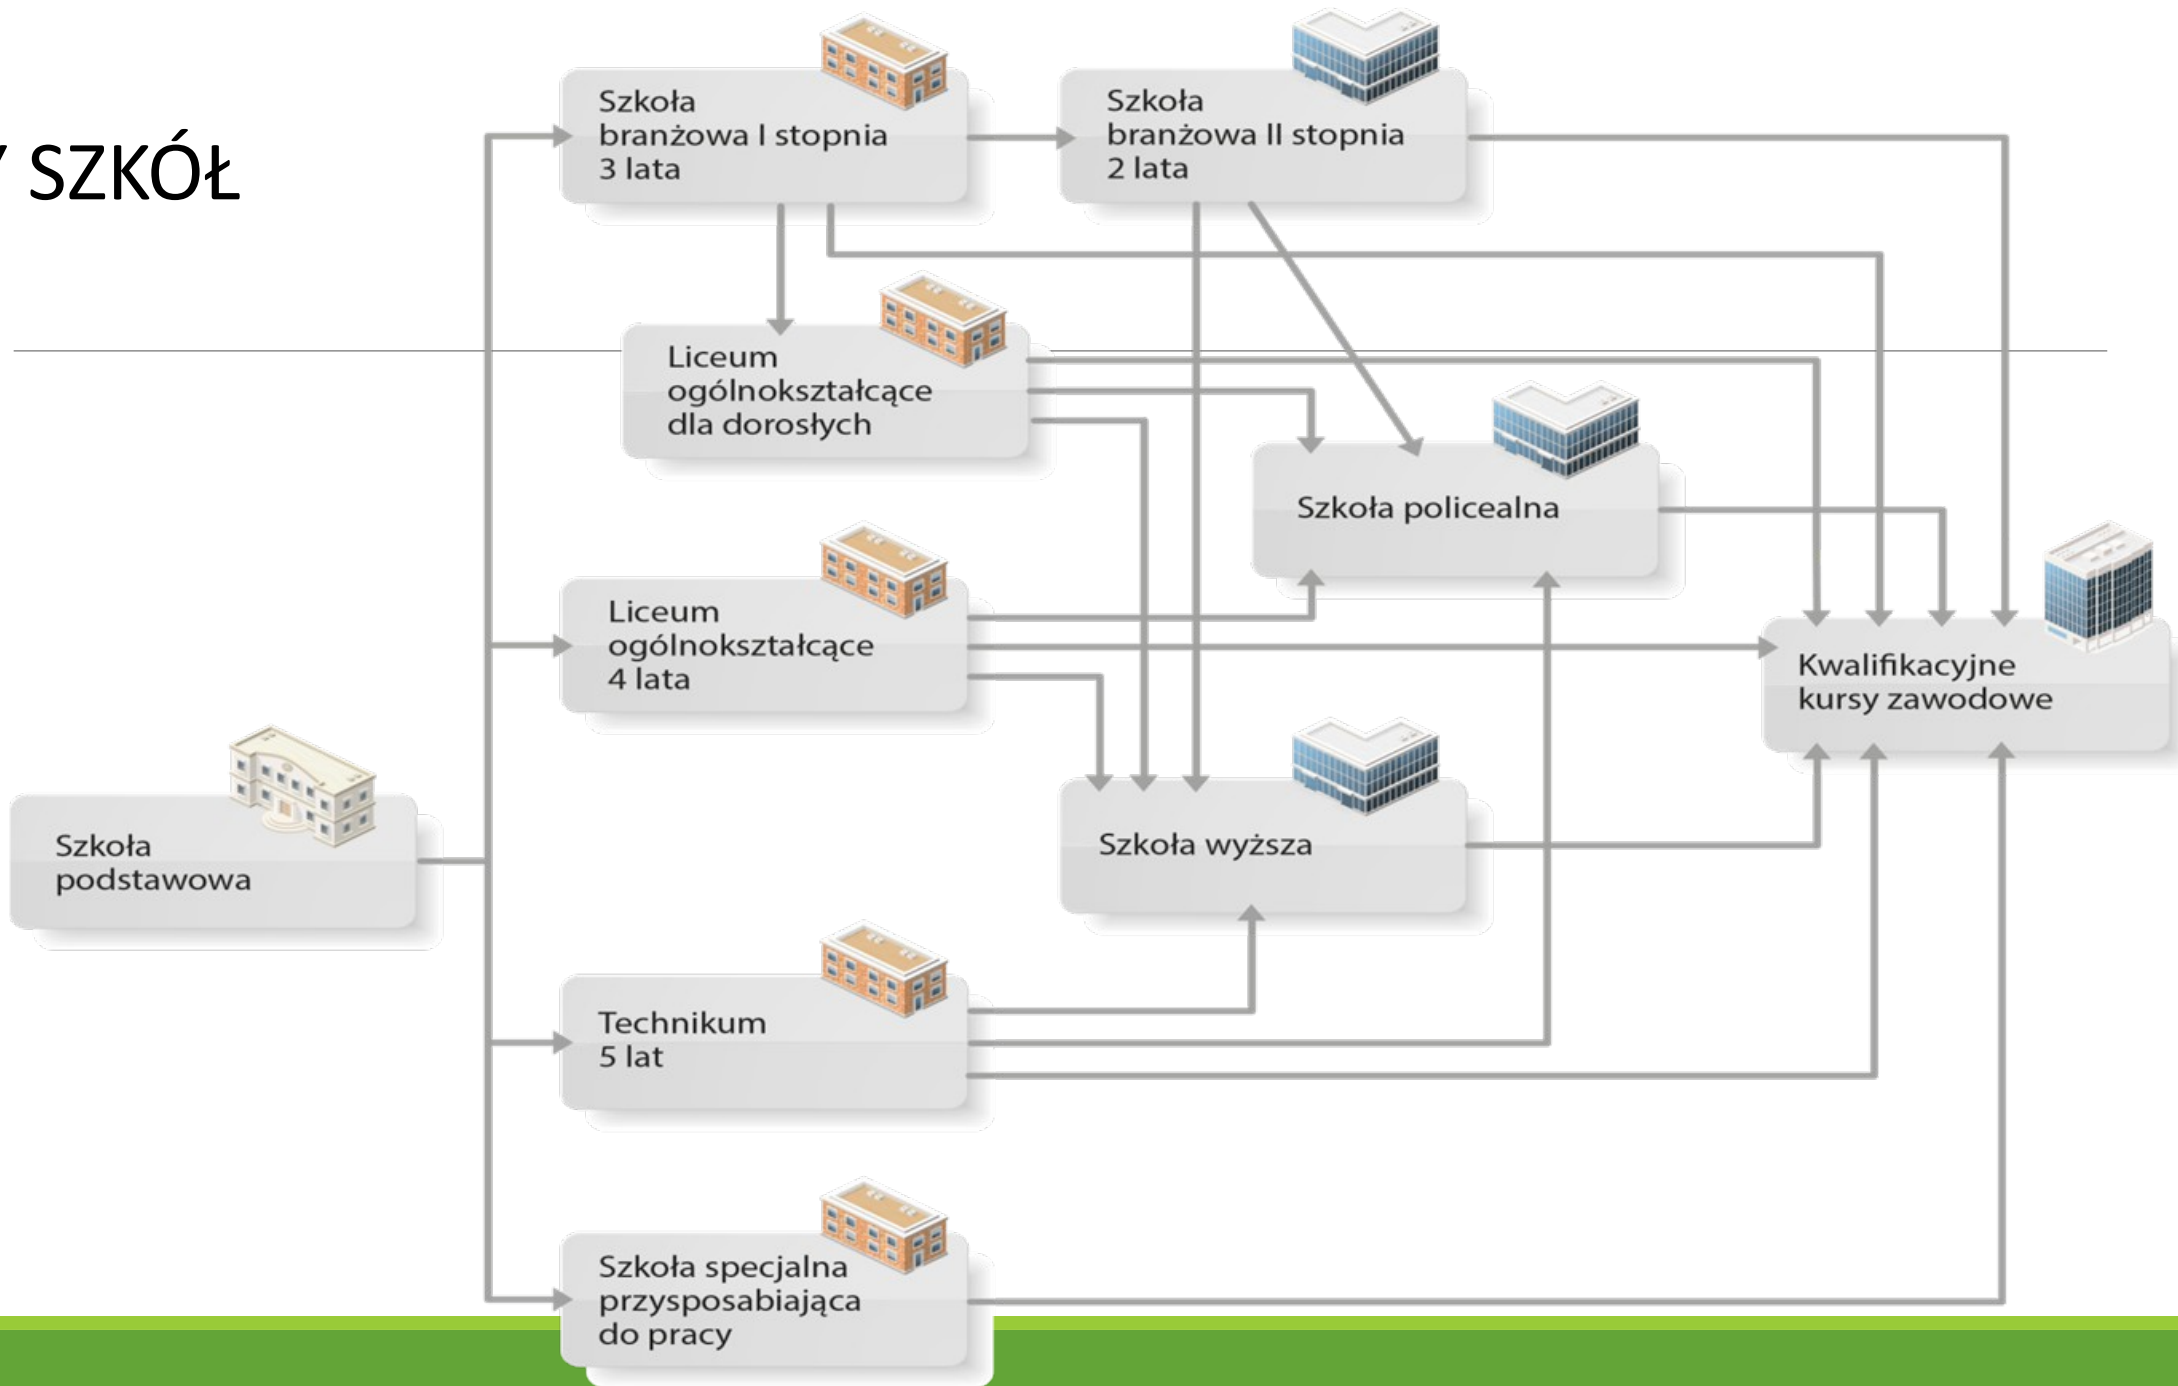 SZKÓŁ
Szkoła
branżowa I stopnia
3 lata
Szkoła
branżowa II stopnia
2 lata
Liceum
ogólnokształcące
dla dorosłych
Szkoła policealna
Liceum
ogólnokształcące
4 lata
Kwalifikacyjne
kursy zawodowe
Szkoła
podstawowa
Szkoła wyższa
Technikum
5 lat
Szkoła specjalna
przysposabiająca
do pracy